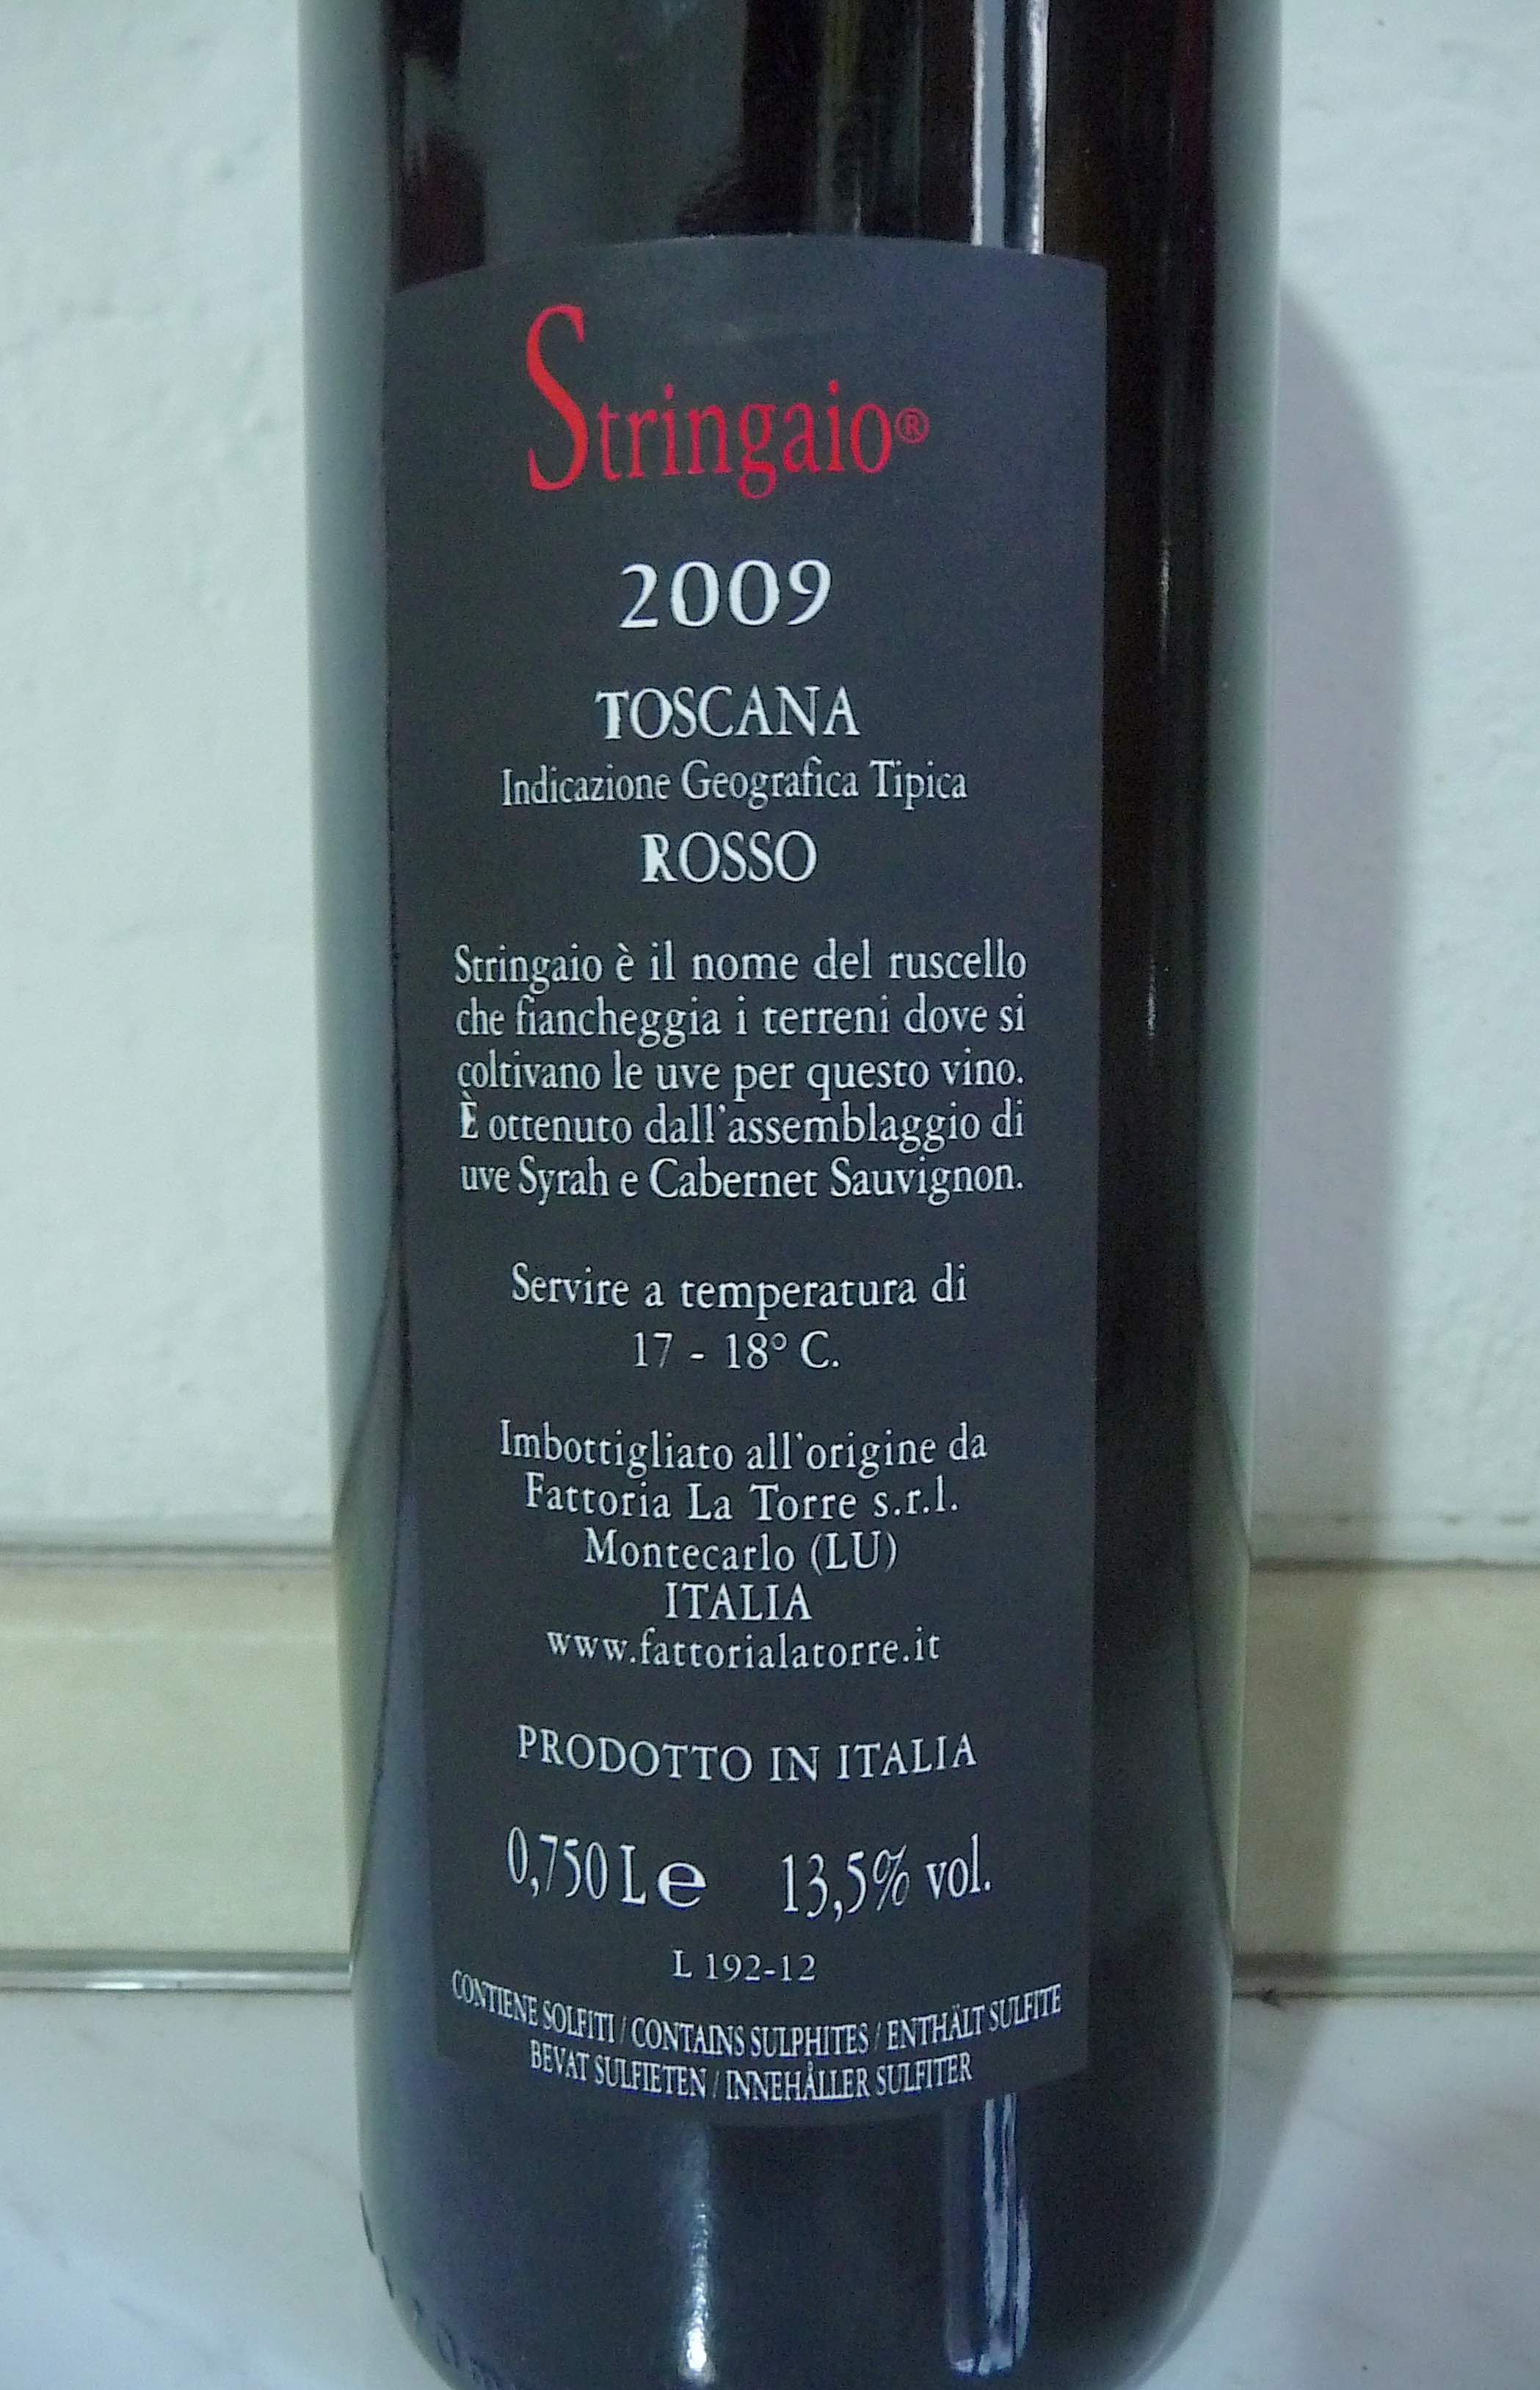 Stringaio®
2009
TOSCANA
Indicazione Geografica Tipica
ROSSO
Stringaio è il nome del ruscello
che fiancheggia i terreni dove si
coltivano le uve per questo vino.
È ottenuto dall'assemblaggio di
uve Syrah e Cabernet Sauvignon.
Servire a temperatura di
17 - 18° C.
Imbottigliato all'origine da
Fattoria La Torre s.r.l.
Montecarlo (LU)
ITALIA
www.fattorialatorre.it
PRODOTTO IN ITALIA
0,750 L e 13,5% vol.
L 192-12
CONTIENE SOLFITI / CONTAINS SULPHITES / ENTHÄLT SULFITE
BEVAT SULFIETEN / INNEHÅLLER SULFITER